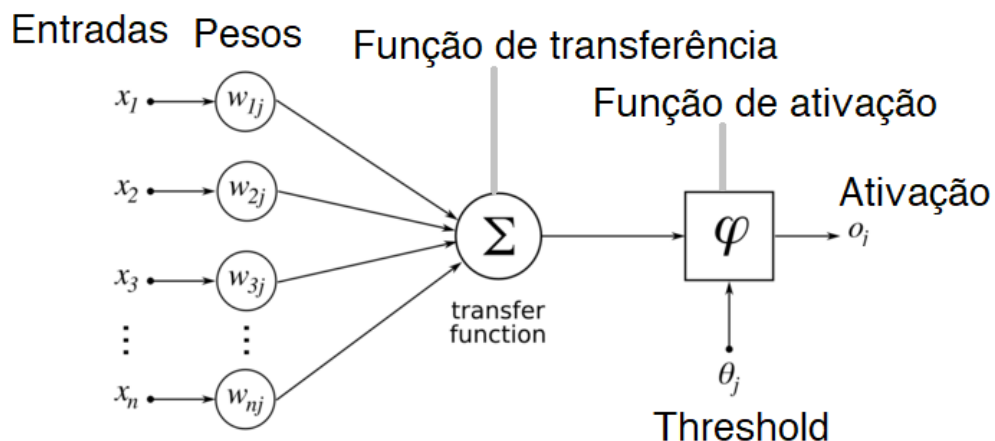 Entradas Pesos
Função de transferência
Função de ativação
Ativação
x1 w1j
x2 w2j
x3 w3j
⋮ ⋮
xn wnj
Σ
transfer
function
φ
oj
θj
Threshold